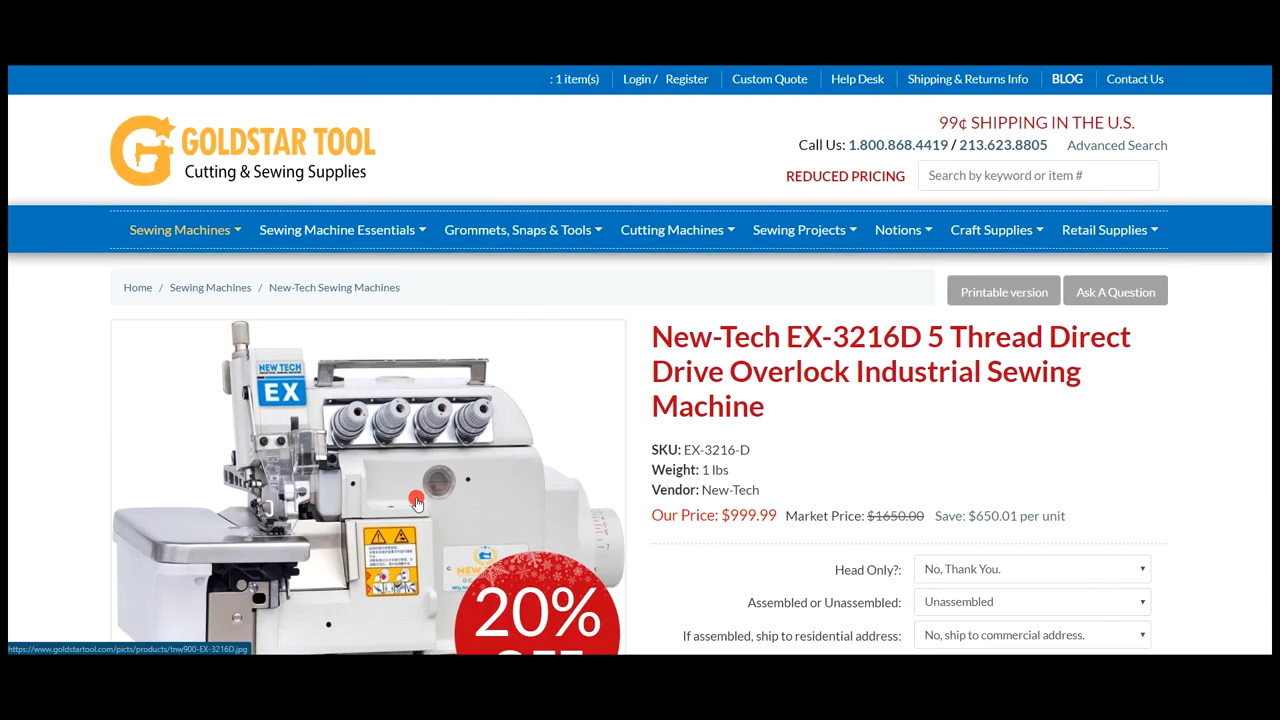 : 1 item(s) Login / Register Custom Quote Help Desk Shipping & Returns Info BLOG Contact Us
GOLDSTAR TOOL
Cutting & Sewing Supplies
99¢ SHIPPING IN THE U.S.
Call Us: 1.800.868.4419 / 213.623.8805 Advanced Search
REDUCED PRICING Search by keyword or item #
Sewing Machines Sewing Machine Essentials Grommets, Snaps & Tools Cutting Machines Sewing Projects Notions Craft Supplies Retail Supplies
Home / Sewing Machines / New-Tech Sewing Machines
Printable version Ask A Question
NEW TECH
EX
20%
OFF
New-Tech EX-3216D 5 Thread Direct
Drive Overlock Industrial Sewing
Machine
SKU: EX-3216-D
Weight: 1 lbs
Vendor: New-Tech
Our Price: $999.99 Market Price: $1650.00 Save: $650.01 per unit
Head Only?: No, Thank You.
Assembled or Unassembled: Unassembled
If assembled, ship to residential address: No, ship to commercial address.
https://www.goldstartool.com/picts/products/tnw900-EX-3216D.jpg